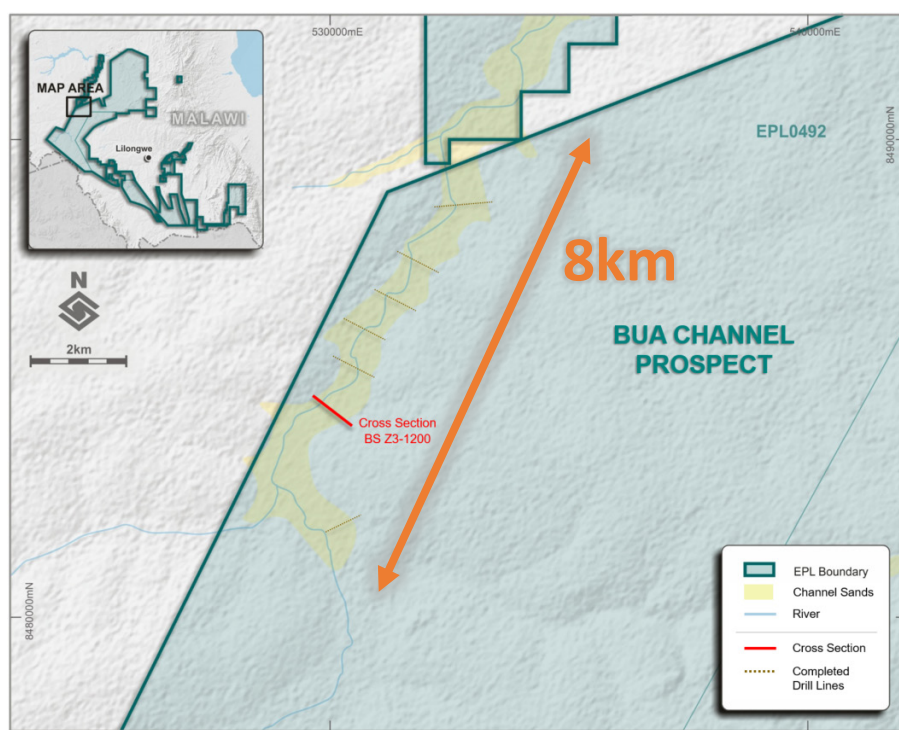 530000mE
540000mE
MAP AREA
MALAWI
Lilongwe
EPL0492
8490000mN
8km
N
2km
BUA CHANNEL
PROSPECT
Cross Section
BS Z3-1200
8480000mN
EPL Boundary
Channel Sands
River
Cross Section
Completed
Drill Lines